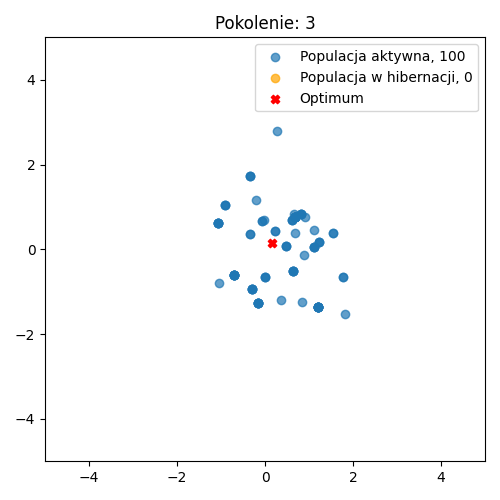 Pokolenie: 3
Populacja aktywna, 100
Populacja w hibernacji, 0
Optimum
4
2
0
−2
−4
−4 −2 0 2 4